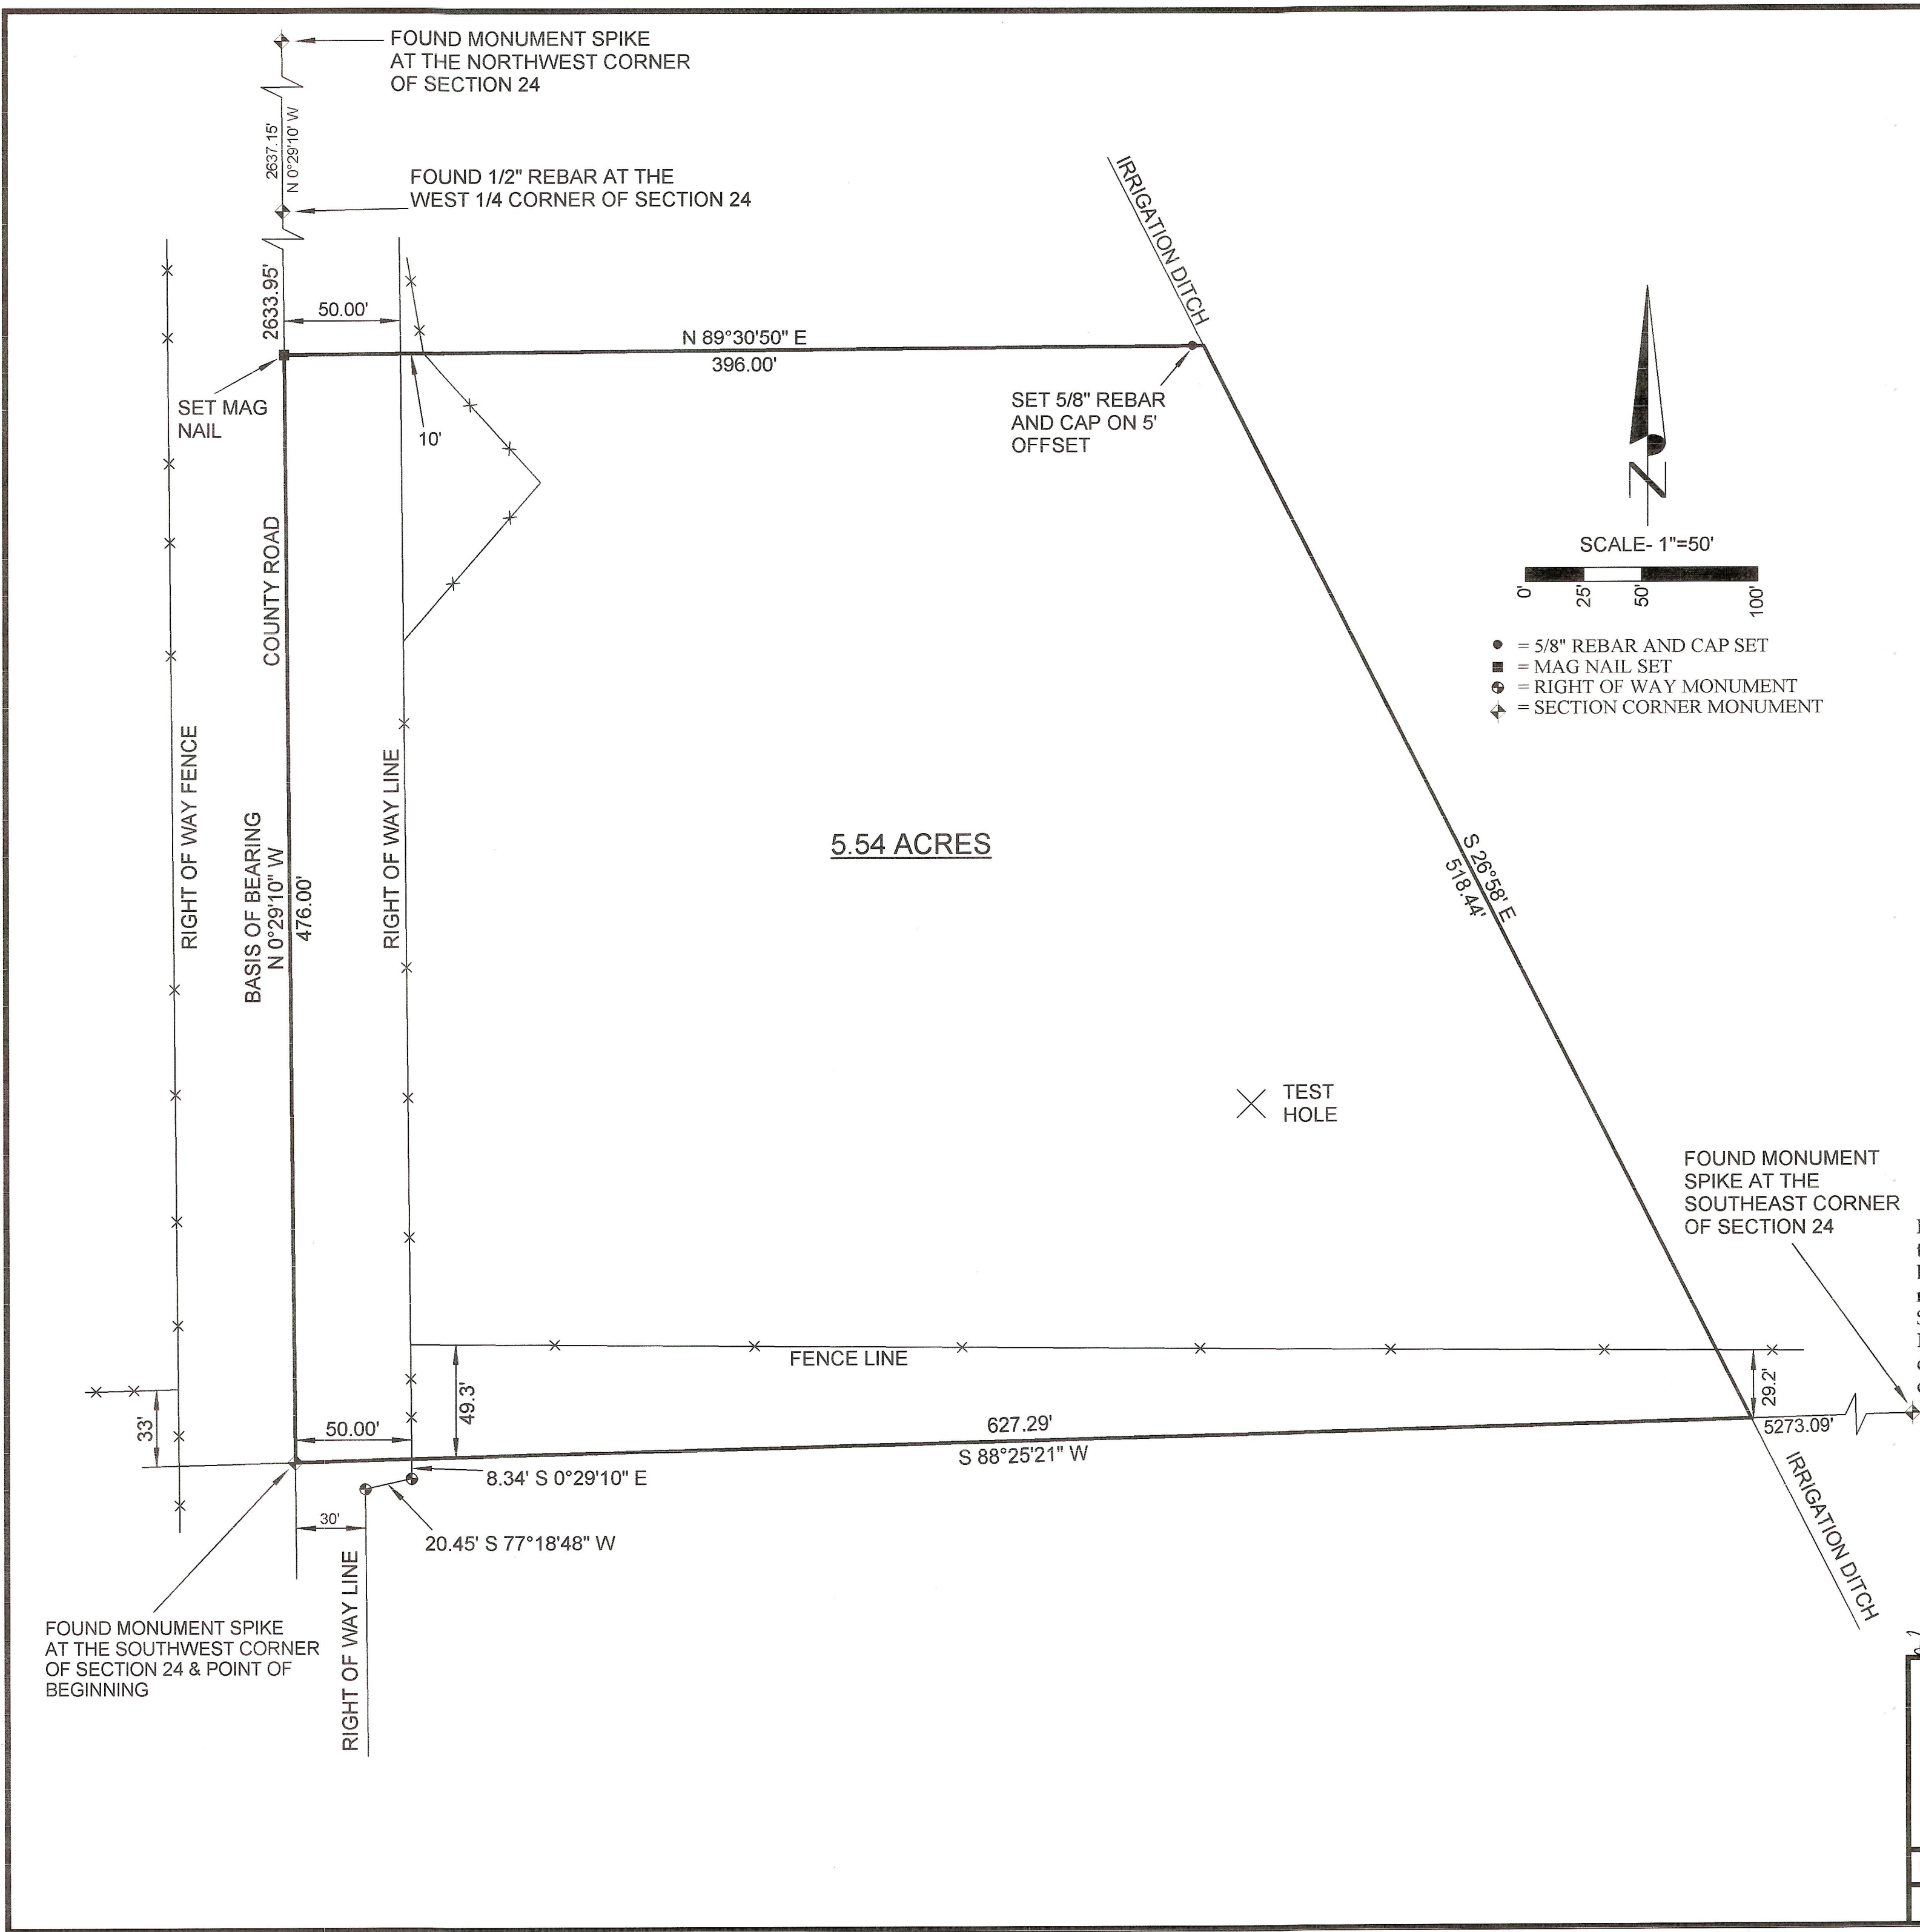 FOUND MONUMENT SPIKE
AT THE NORTHWEST CORNER
OF SECTION 24
2637.15'
N 0°29'10" W
FOUND 1/2" REBAR AT THE
WEST 1/4 CORNER OF SECTION 24
IRRIGATION DITCH
2633.95'
50.00'
N 89°30'50" E
396.00'
SET MAG
NAIL
10'
SET 5/8" REBAR
AND CAP ON 5'
OFFSET
N
SCALE- 1"=50'
0'
25'
50'
100'
= 5/8" REBAR AND CAP SET
= MAG NAIL SET
= RIGHT OF WAY MONUMENT
= SECTION CORNER MONUMENT
COUNTY ROAD
RIGHT OF WAY FENCE
BASIS OF BEARING
N 0°29'10" W
476.00'
RIGHT OF WAY LINE
5.54 ACRES
S 26°58' E
518.44'
TEST
HOLE
FOUND MONUMENT
SPIKE AT THE
SOUTHEAST CORNER
OF SECTION 24
FENCE LINE
33'
50.00'
49.3'
627.29'
S 88°25'21" W
29.2'
5273.09'
8.34' S 0°29'10" E
30'
20.45' S 77°18'48" W
IRRIGATION DITCH
RIGHT OF WAY LINE
FOUND MONUMENT SPIKE
AT THE SOUTHWEST CORNER
OF SECTION 24 & POINT OF
BEGINNING